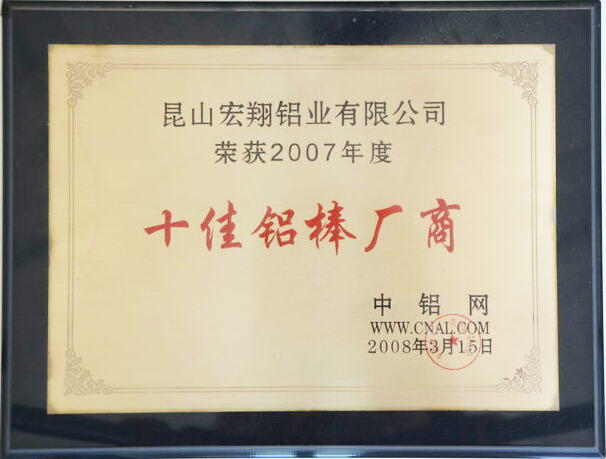 昆山宏翔铝业有限公司
荣获2007年度
十佳铝棒厂商
中铝网
WWW.CNAL.COM
2008年3月15日